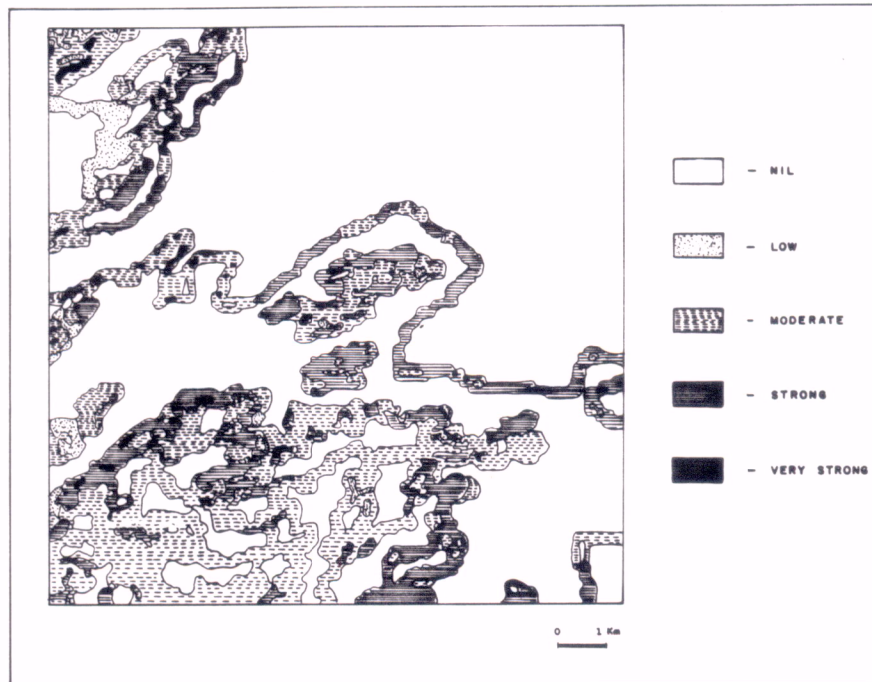 - NIL
- LOW
- MODERATE
- STRONG
- VERY STRONG
0 1 Km